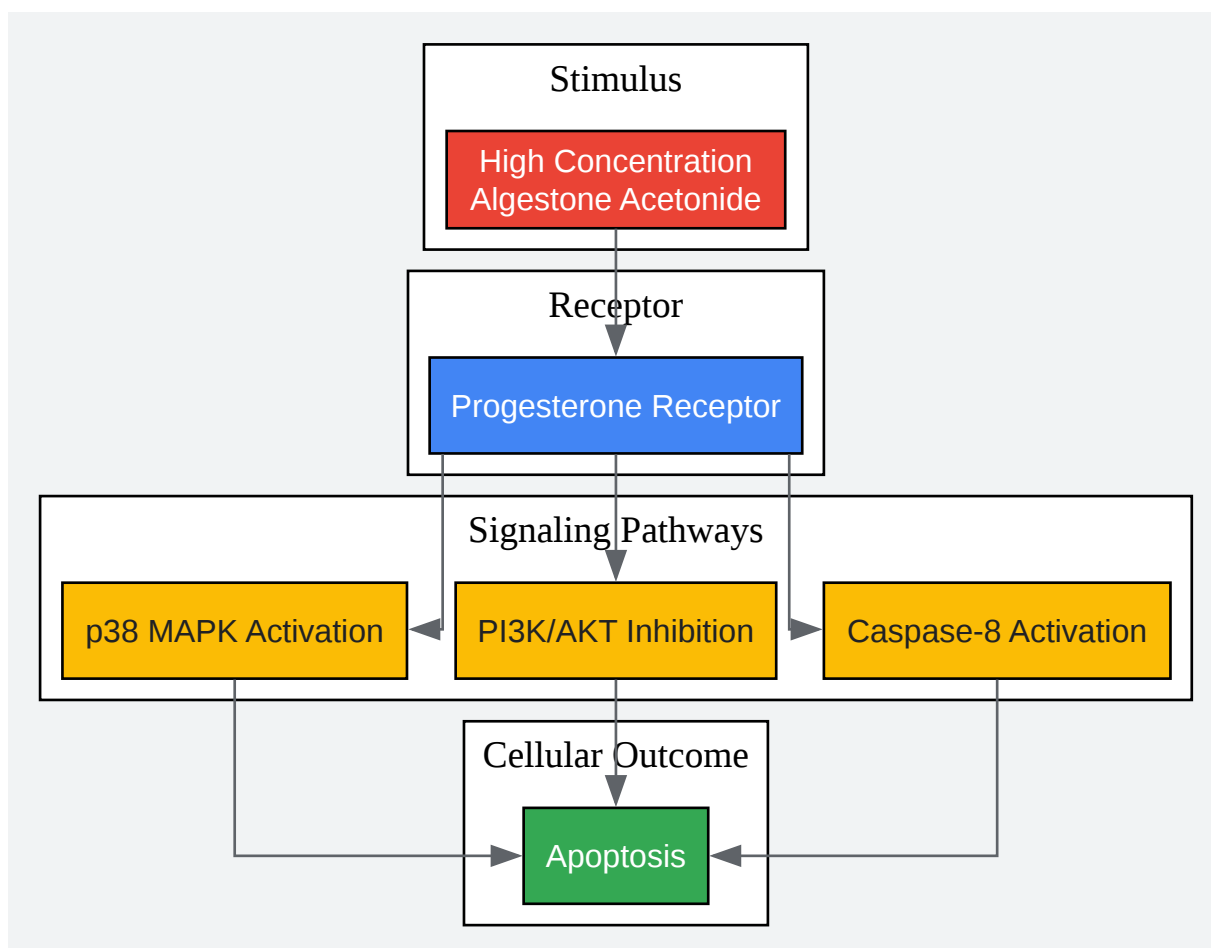 Stimulus
High Concentration
Algestone Acetonide
Receptor
Progesterone Receptor
Signaling Pathways
p38 MAPK Activation
PI3K/AKT Inhibition
Caspase-8 Activation
Cellular Outcome
Apoptosis